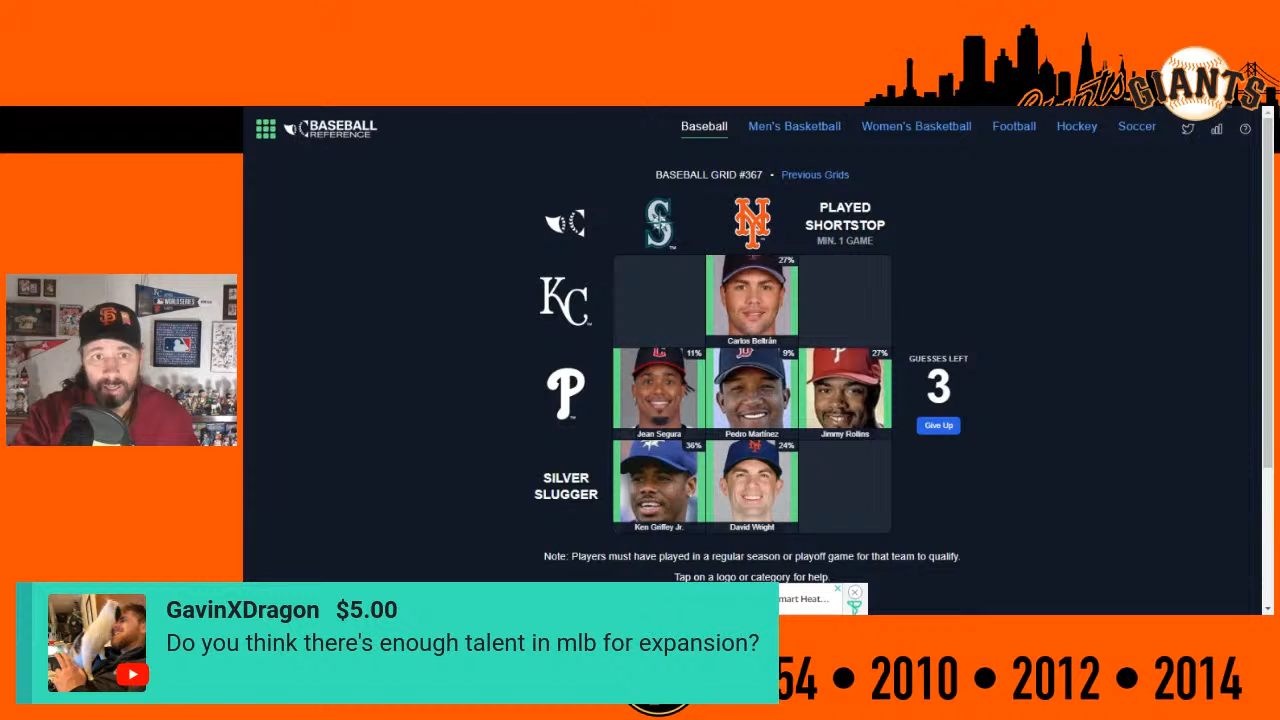 GIANTS
BASEBALL
REFERENCE
Baseball
Men's Basketball
Women's Basketball
Football
Hockey
Soccer
BASEBALL GRID #367 • Previous Grids
PLAYED
SHORTSTOP
MIN. 1 GAME
27%
Carlos Beltrán
11%
Jean Segura
9%
Pedro Martínez
27%
Jimmy Rollins
GUESSES LEFT
3
Give Up
SILVER
SLUGGER
36%
Ken Griffey Jr.
24%
David Wright
Note: Players must have played in a regular season or playoff game for that team to qualify.
Tap on a logo or category for help.
mart Heat...
GavinXDragon $5.00
Do you think there's enough talent in mlb for expansion?
54 • 2010 • 2012 • 2014